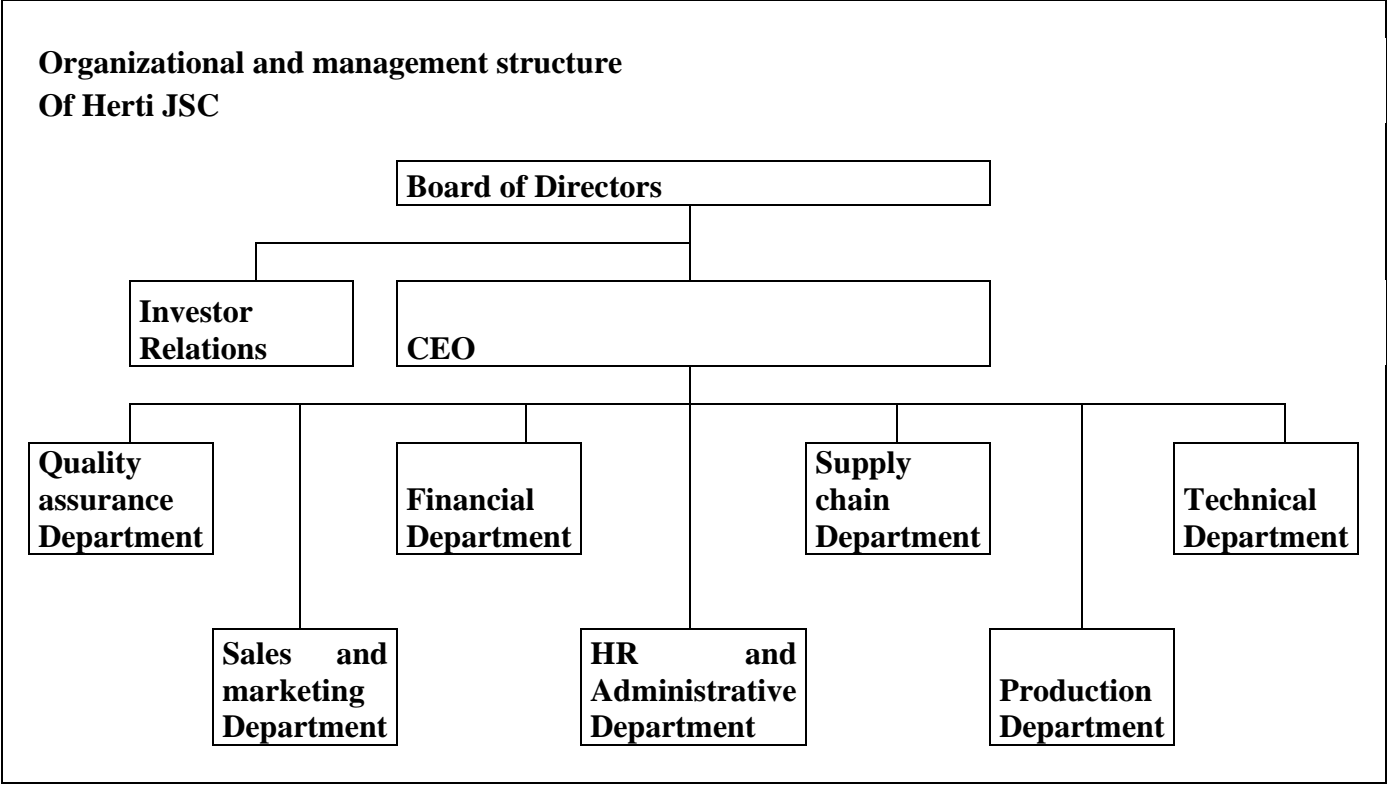 Organizational and management structure
Of Herti JSC
Board of Directors
Investor
Relations
CEO
Quality
assurance
Department
Financial
Department
Supply
chain
Department
Technical
Department
Sales and
marketing
Department
HR and
Administrative
Department
Production
Department